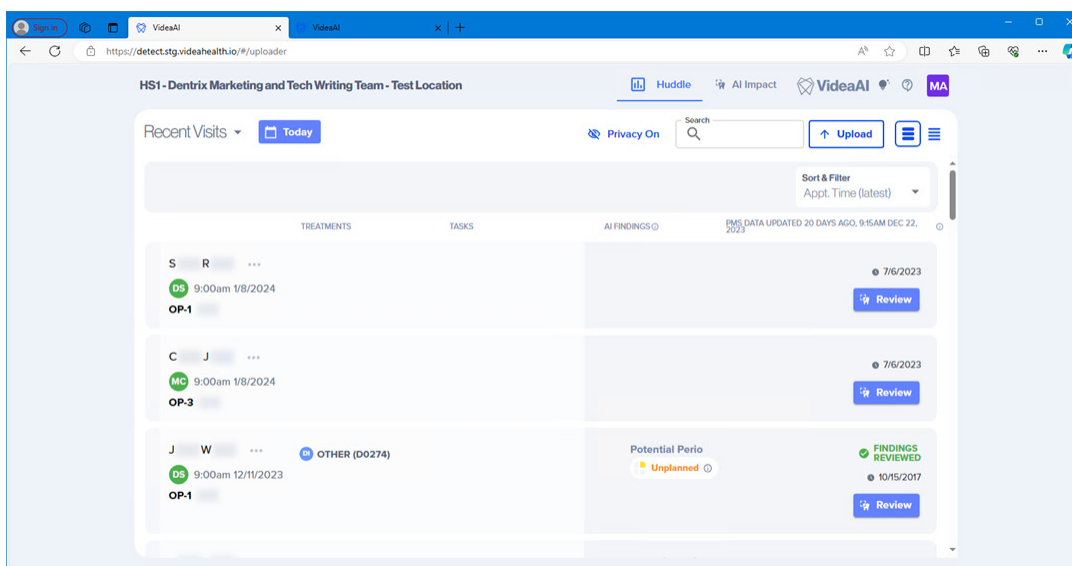 Sign in
VideaAI
VideaAI
https://detect.stg.videahealth.io/#/uploader
HS1 - Dentrix Marketing and Tech Writing Team - Test Location
Huddle
AI Impact
VideaAI
MA
Recent Visits
Today
Privacy On
Search
Upload
Sort & Filter
Appt. Time (latest)
TREATMENTS
TASKS
AI FINDINGS
PMS DATA UPDATED 20 DAYS AGO, 9:15AM DEC 22,
2023
S R
7/6/2023
DS 9:00am 1/8/2024
Review
OP-1
C J
7/6/2023
MC 9:00am 1/8/2024
Review
OP-3
J W
DI OTHER (D0274)
Potential Perio
FINDINGS
REVIEWED
Unplanned
DS 9:00am 12/11/2023
10/15/2017
OP-1
Review